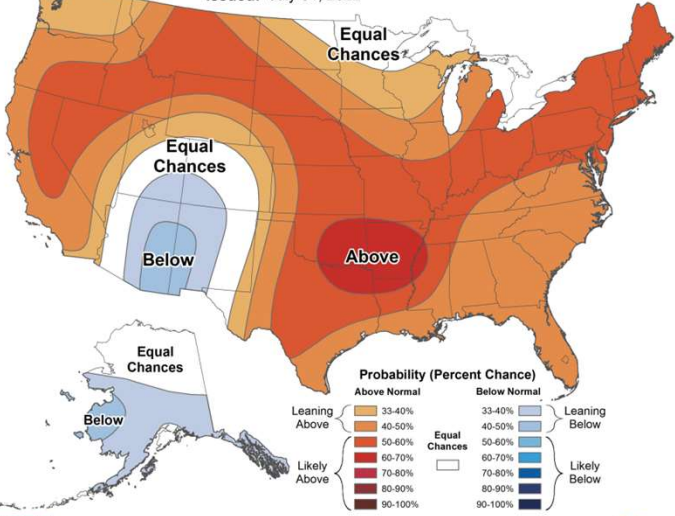 Equal
Chances
Equal
Chances
Below
Above
Equal
Chances
Below
Probability (Percent Chance)
Above Normal
Below Normal
Leaning
Above
33-40%
40-50%
Likely
Above
50-60%
60-70%
70-80%
80-90%
90-100%
Equal
Chances
33-40%
40-50%
Leaning
Below
50-60%
60-70%
70-80%
80-90%
90-100%
Likely
Below